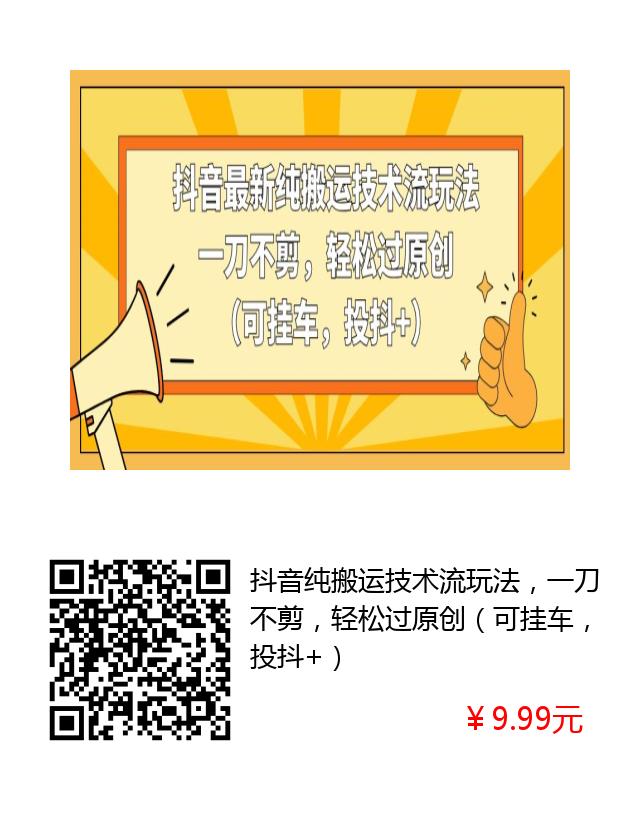 抖音最新纯搬运技术流玩法
一刀不剪，轻松过原创
（可挂车，投抖+）
抖音纯搬运技术流玩法，一刀
不剪，轻松过原创（可挂车，
投抖+）
￥9.99元